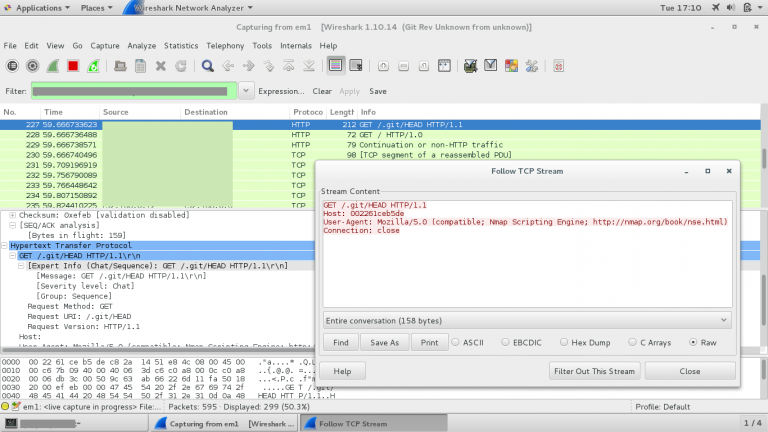 Applications Places Wireshark Network Analyzer Tue 17:10
Capturing from em1 [Wireshark 1.10.14 (Git Rev Unknown from unknown)]
File Edit View Go Capture Analyze Statistics Telephony Tools Internals Help
Filter: Expression... Clear Apply Save
No. Time Source Destination Protoco Length Info
227 59.666733623 HTTP 212 GET /.git/HEAD HTTP/1.1
228 59.666736488 HTTP 72 GET / HTTP/1.0
229 59.666738571 HTTP 69 Continuation or non-HTTP traffic
230 59.666740496 TCP 98 [TCP segment of a reassembled PDU]
231 59.709196919 TCP
232 59.756790089 TCP
233 59.766448642 TCP
234 59.807150892 TCP
235 59.824410225 TCP
Checksum: 0xfeb0 [validation disabled]
[SEQ/ACK analysis]
[Bytes in flight: 159]
Hypertext Transfer Protocol
GET /.git/HEAD HTTP/1.1\r\n
[Expert Info (Chat/Sequence): GET /.git/HEAD HTTP/1.1\r\n]
[Message: GET /.git/HEAD HTTP/1.1\r\n]
[Severity level: Chat]
[Group: Sequence]
Request Method: GET
Request URI: /.git/HEAD
Request Version: HTTP/1.1
Host:
User-Agent: Mozilla/5.0 (compatible; Nmap Scripting Engine; http
Follow TCP Stream
Stream Content
GET /.git/HEAD HTTP/1.1
Host: 002261ceb5de
User-Agent: Mozilla/5.0 (compatible; Nmap Scripting Engine; http://nmap.org/book/nse.html)
Connection: close
Entire conversation (158 bytes)
Find Save As Print ASCII EBCDIC Hex Dump C Arrays Raw
Help Filter Out This Stream Close
0000 00 22 61 ce b5 de c8 2a 14 51 e8 4c 08 00 45 00 ."a....* .Q.L..E.
0010 00 c6 7b 09 40 00 40 06 3d c6 c0 a8 00 0c c0 a8 ..{.@.@. =.......
0020 00 06 db 3c 00 50 9c 63 ab 66 22 6d 11 fa 50 18
0030 20 00 ef eb 00 00 47 45 54 20 2f 2e 67 69 74 2f .....GE T /.git/
0040 48 45 41 44 20 48 54 54 50 2f 31 2e 31 0d 0a 48 HEAD HTT P/1.1..H
em1: <live capture in progress> File:... Packets: 595 · Displayed: 299 (50.3%) Profile: Default
Capturing from em1 [Wireshark ... Follow TCP Stream 1 / 4